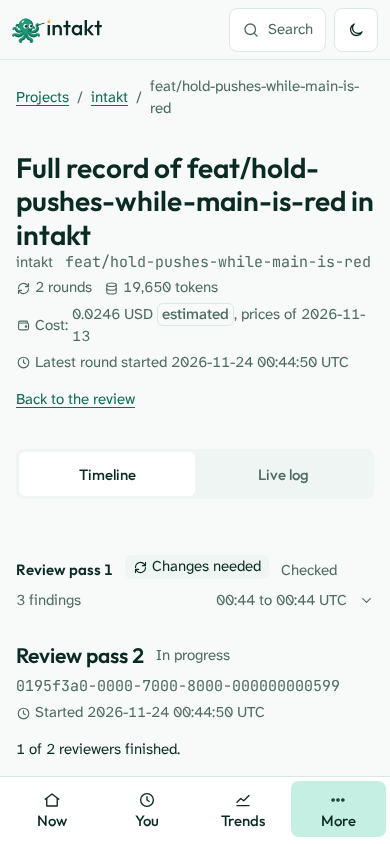 intakt
Search
Projects / intakt / feat/hold-pushes-while-main-is-
red
Full record of feat/hold-
pushes-while-main-is-red in
intakt
intakt feat/hold-pushes-while-main-is-red
2 rounds 19,650 tokens
Cost: 0.0246 USD estimated, prices of 2026-11-
13
Latest round started 2026-11-24 00:44:50 UTC
Back to the review
Timeline
Live log
Review pass 1 Changes needed Checked
3 findings 00:44 to 00:44 UTC
Review pass 2 In progress
0195f3a0-0000-7000-8000-000000000599
Started 2026-11-24 00:44:50 UTC
1 of 2 reviewers finished.
Now
You
Trends
More